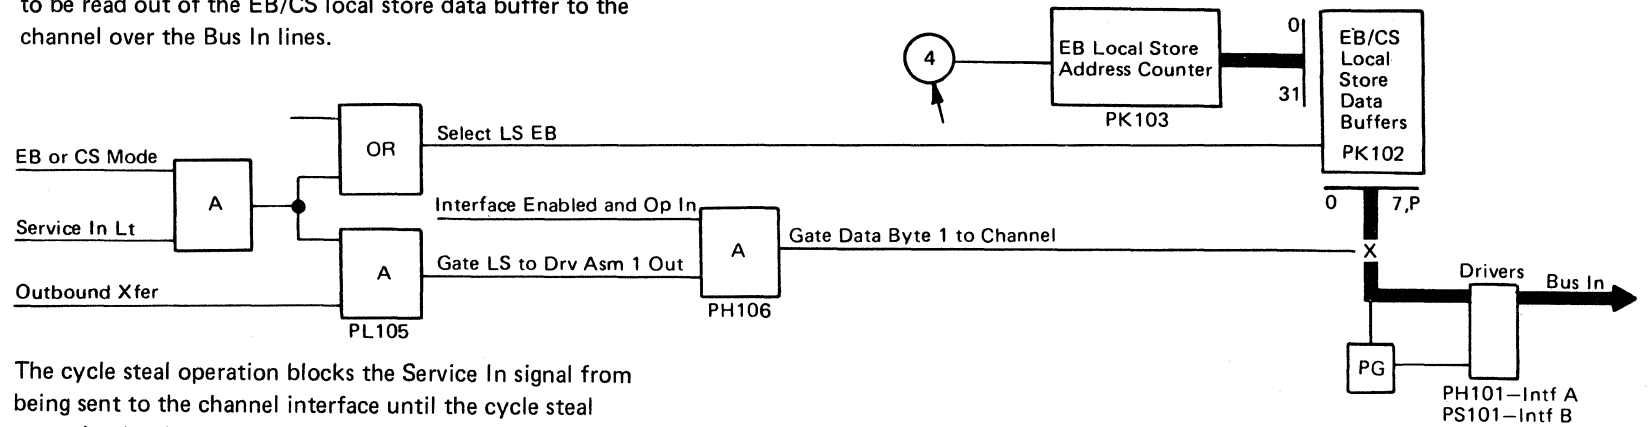 to be read out of the EB/CS local store data buffer to the
channel over the Bus In lines.
4
EB Local Store
Address Counter
PK103
0
31
EB/CS
Local
Store
Data
Buffers
PK102
0 7,P
EB or CS Mode
Service In Lt
A
OR
Select LS EB
Interface Enabled and Op In
Outbound Xfer
A
PL105
Gate LS to Drv Asm 1 Out
A
PH106
Gate Data Byte 1 to Channel
X
Drivers
Bus In
PG
PH101–Intf A
PS101–Intf B
The cycle steal operation blocks the Service In signal from
being sent to the channel interface until the cycle steal